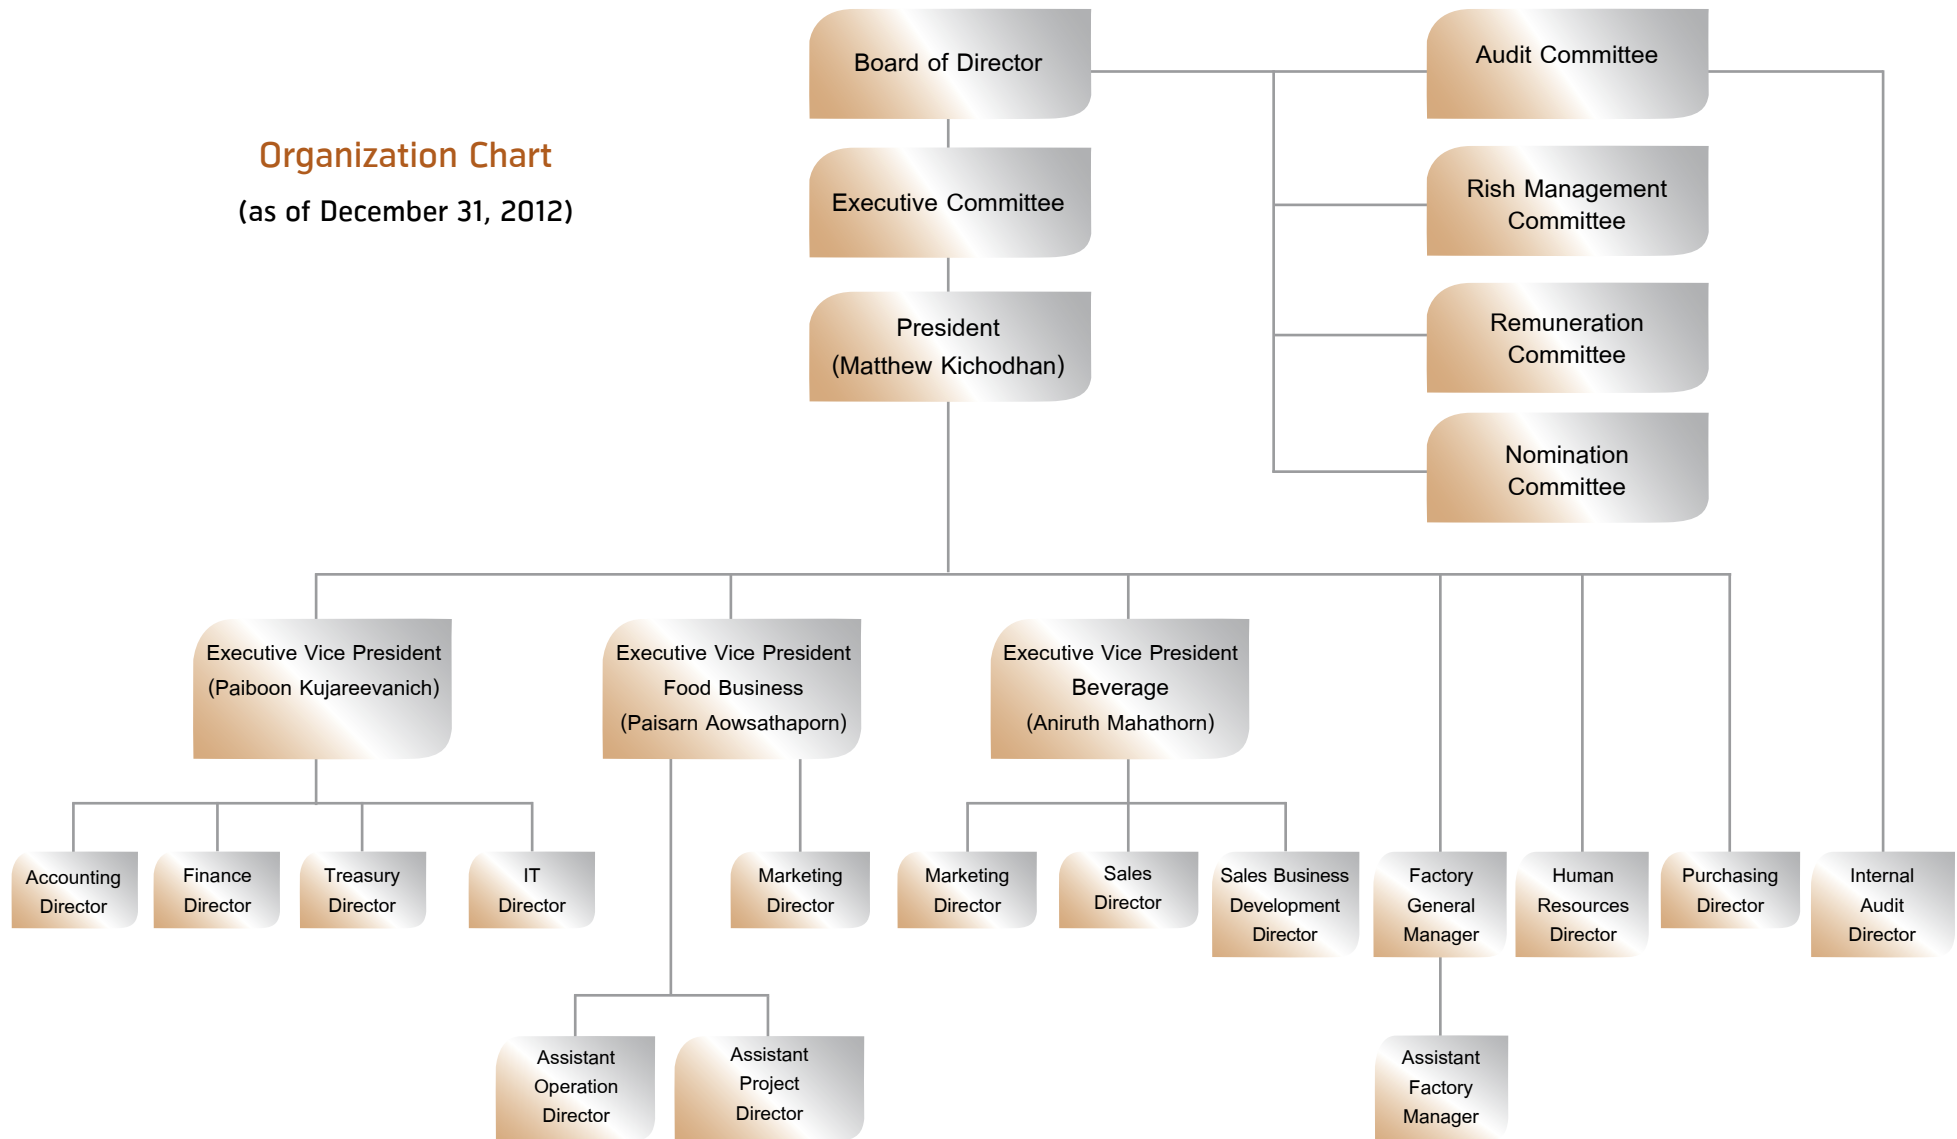 Board of Director
Audit Committee
Organization Chart
(as of December 31, 2012)
Executive Committee
Rish Management
Committee
President
(Matthew Kichodhan)
Remuneration
Committee
Nomination
Committee
Executive Vice President
(Paiboon Kujareevanich)
Executive Vice President
Food Business
(Paisarn Aowsathaporn)
Executive Vice President
Beverage
(Aniruth Mahathorn)
Accounting
Director
Finance
Director
Treasury
Director
IT
Director
Marketing
Director
Marketing
Director
Sales
Director
Sales Business
Development
Director
Factory
General
Manager
Human
Resources
Director
Purchasing
Director
Internal
Audit
Director
Assistant
Operation
Director
Assistant
Project
Director
Assistant
Factory
Manager